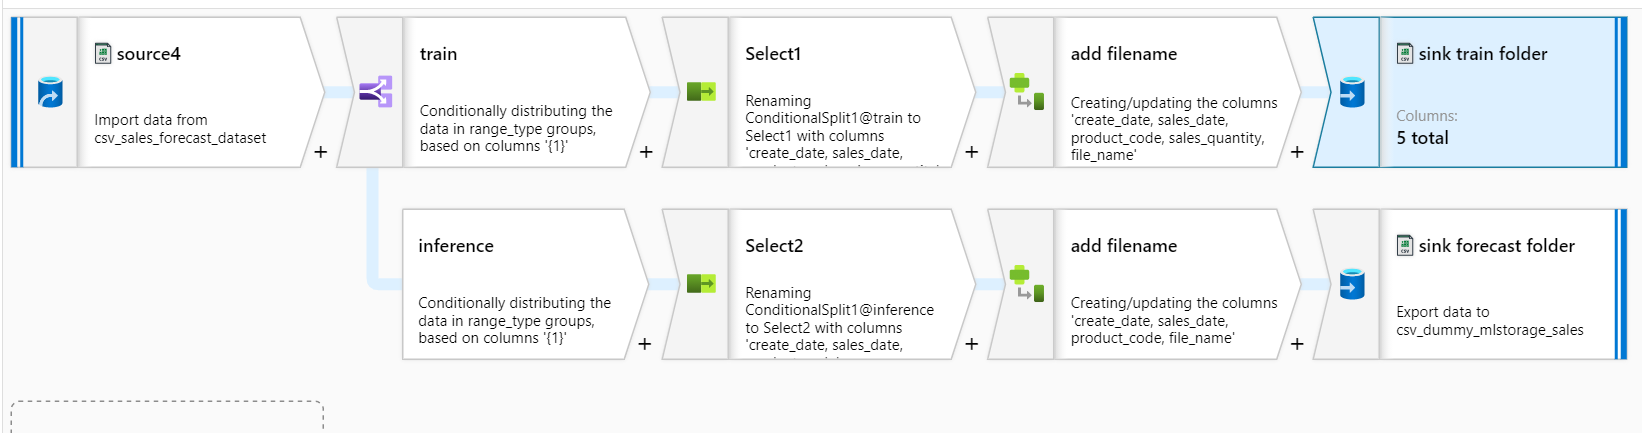 source4
Import data from
csv_sales_forecast_dataset
+
train
Conditionally distributing the
data in range_type groups,
based on columns '{1}'
+
Select1
Renaming
ConditionalSplit1@train to
Select1 with columns
'create_date, sales_date,
+
add filename
Creating/updating the columns
'create_date, sales_date,
product_code, sales_quantity,
file_name'
+
CSV
sink train folder
Columns:
5 total
inference
Conditionally distributing the
data in range_type groups,
based on columns '{1}'
+
Select2
Renaming
ConditionalSplit1@inference
to Select2 with columns
'create_date, sales_date,
+
add filename
Creating/updating the columns
'create_date, sales_date,
product_code, file_name'
+
CSV
sink forecast folder
Export data to
csv_dummy_mlstorage_sales